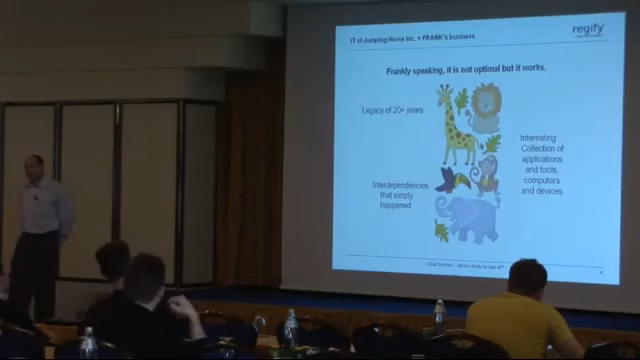 IT of Jumping Horse Inc. + FRANK's business
regify
Frankly speaking, it is not optimal but it works.
Legacy of 20+ years
Interesting
Collection of
applications
and tools,
computers
and devices
Interdependencies
that simply
happened